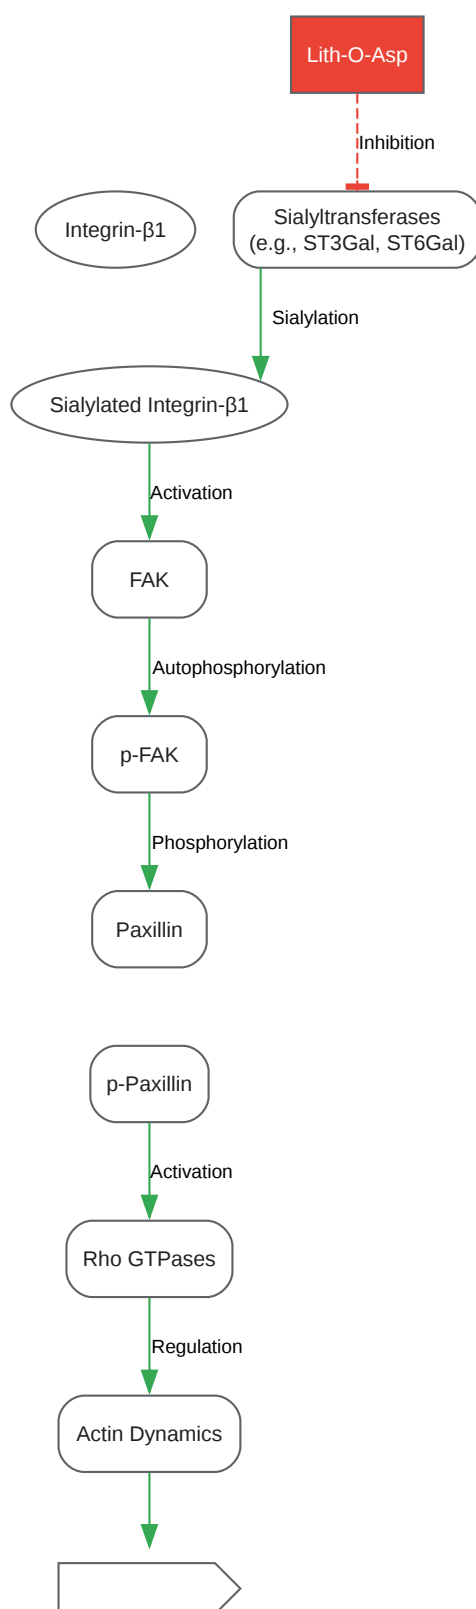 Lith-O-Asp
Inhibition
Integrin-β1
Sialyltransferases
(e.g., ST3Gal, ST6Gal)
Sialylation
Sialylated Integrin-β1
Activation
FAK
Autophosphorylation
p-FAK
Phosphorylation
Paxillin
p-Paxillin
Activation
Rho GTPases
Regulation
Actin Dynamics